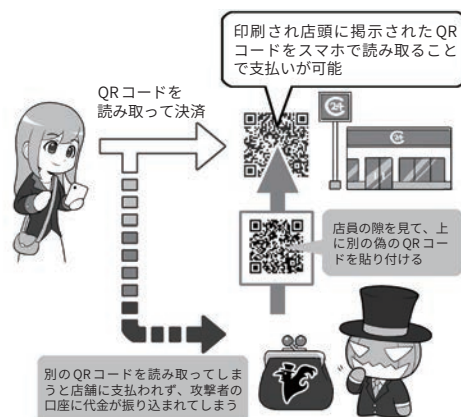 印刷され店頭に掲示されたQR
コードをスマホで読み取ること
で支払いが可能
QRコードを
読み取って決済
店員の隙を見て、上
に別の偽のQRコー
ドを貼り付ける
別のQRコードを読み取ってしま
うと店舗に支払われず、攻撃者の
口座に代金が振り込まれてしまう